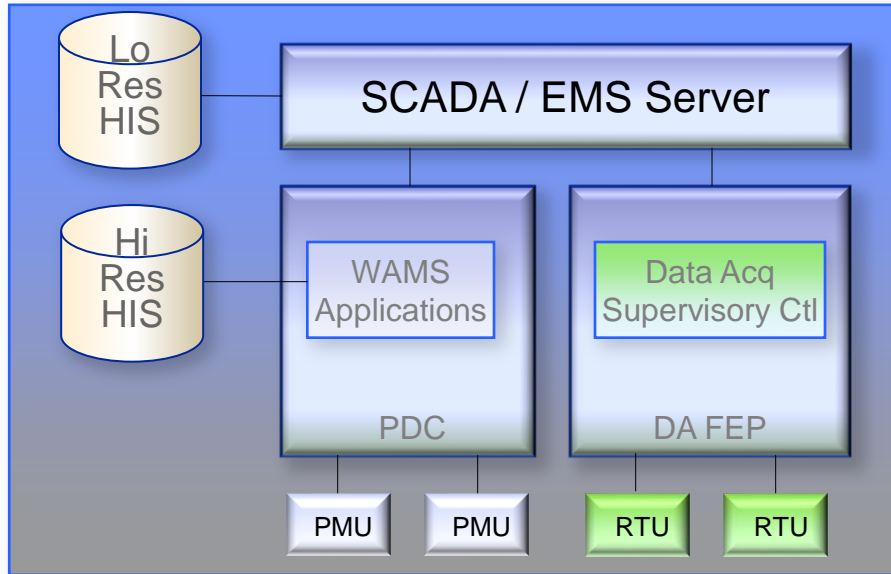 Lo
Res
HIS
SCADA / EMS Server
Hi
Res
HIS
WAMS
Applications
Data Acq
Supervisory Ctl
PDC
DA FEP
PMU
PMU
RTU
RTU